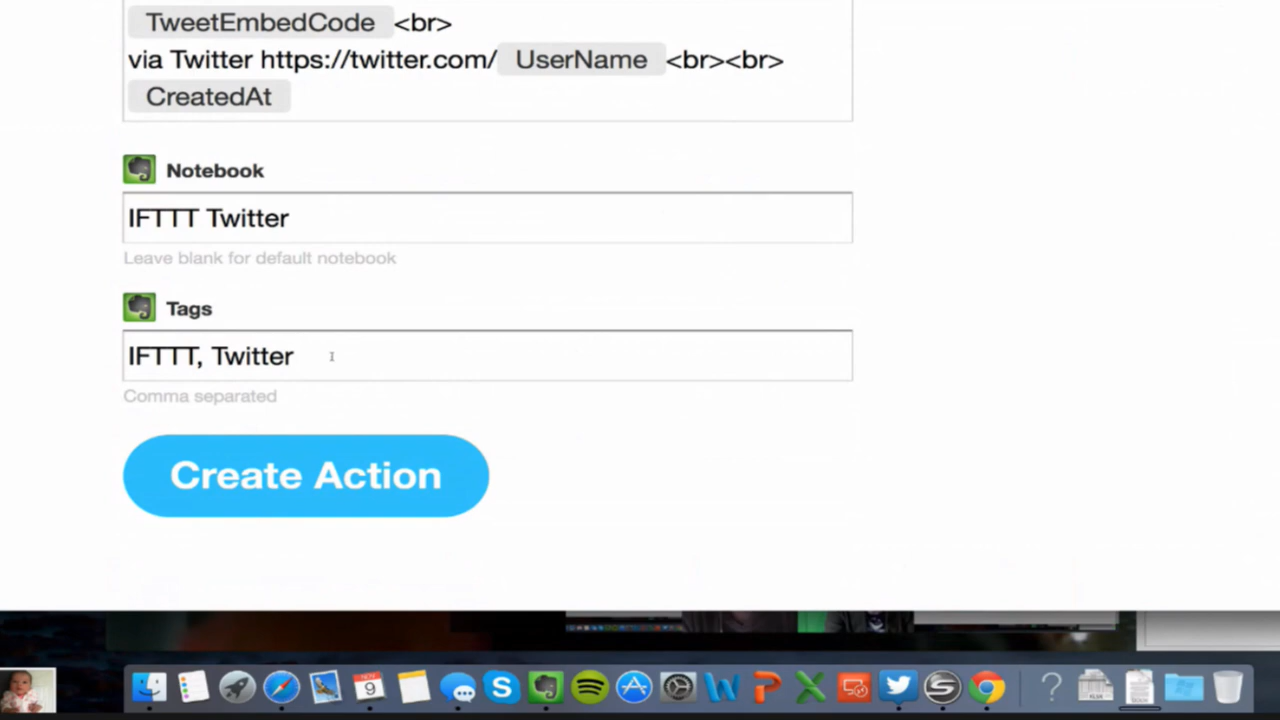 TweetEmbedCode <br>
via Twitter https://twitter.com/ UserName <br><br>
CreatedAt
Notebook
IFTTT Twitter
Leave blank for default notebook
Tags
IFTTT, Twitter
Comma separated
Create Action
9